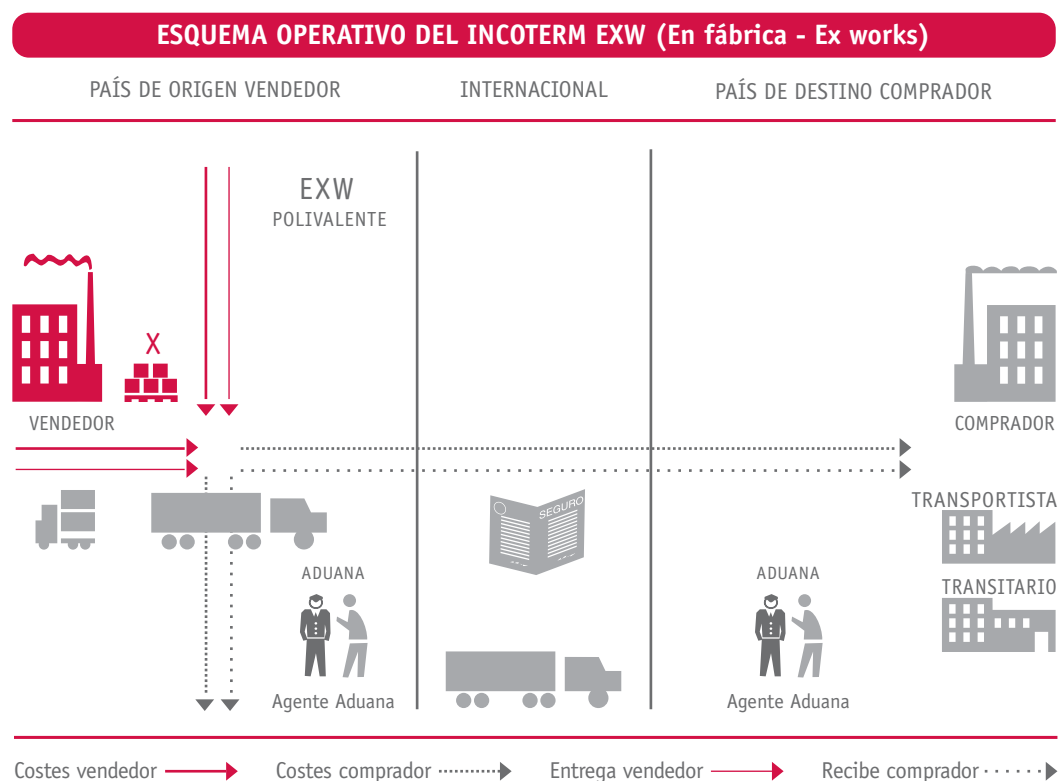 ESQUEMA OPERATIVO DEL INCOTERM EXW (En fábrica - Ex works)
PAÍS DE ORIGEN VENDEDOR
INTERNACIONAL
PAÍS DE DESTINO COMPRADOR
EXW
POLIVALENTE
X
VENDEDOR
COMPRADOR
TRANSPORTISTA
SEGURO
ADUANA
ADUANA
TRANSITARIO
Agente Aduana
Agente Aduana
Costes vendedor
Costes comprador
Entrega vendedor
Recibe comprador